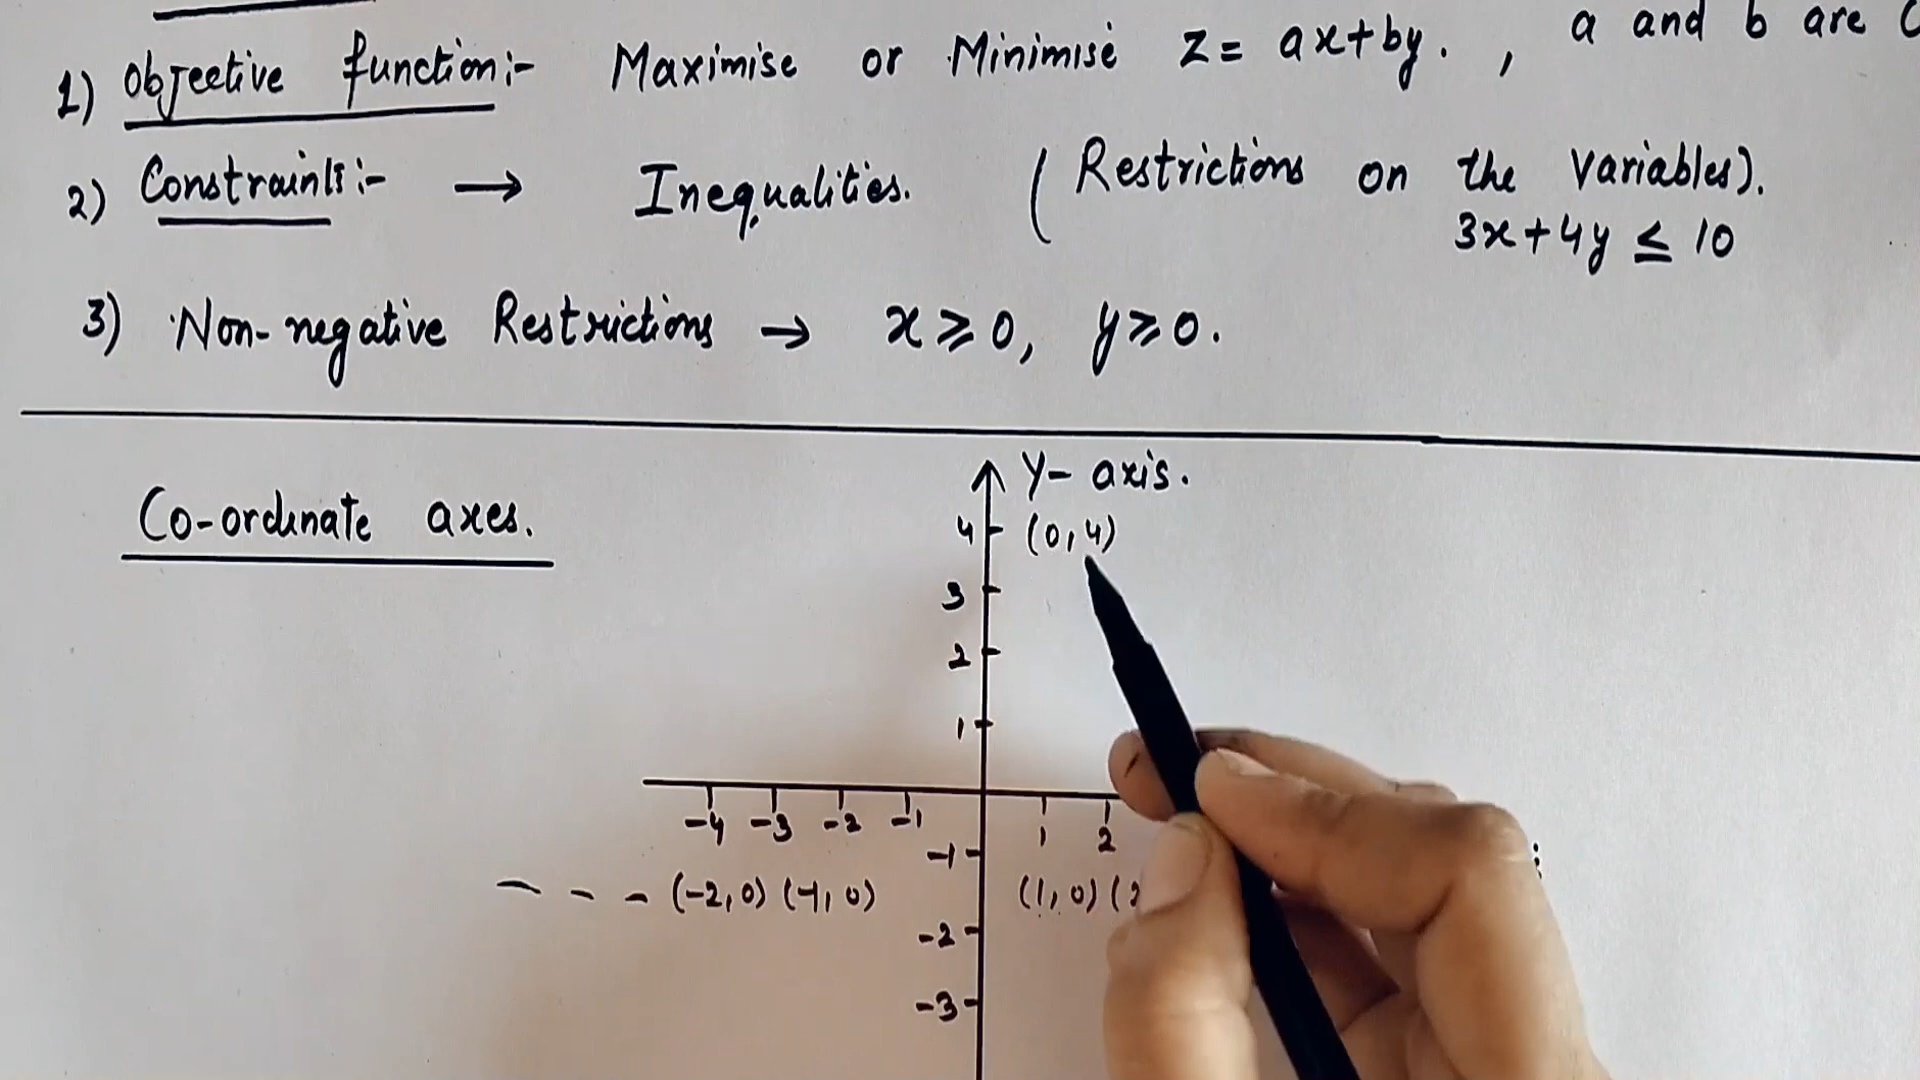 1) Objective function:- Maximise or Minimise Z = ax+by. , a and b are
2) Constraints:- → Inequalities. (Restrictions on the variables).
3x+4y ≤ 10
3) Non-negative Restrictions → x ⩾ 0, y ⩾ 0.
Co-ordinate axes.
Y-axis.
4 (0,4)
3
2
1
-4 -3 -2 -1 1 2
-1
--- (-2,0) (-1,0) (1,0) (2
-2
-3